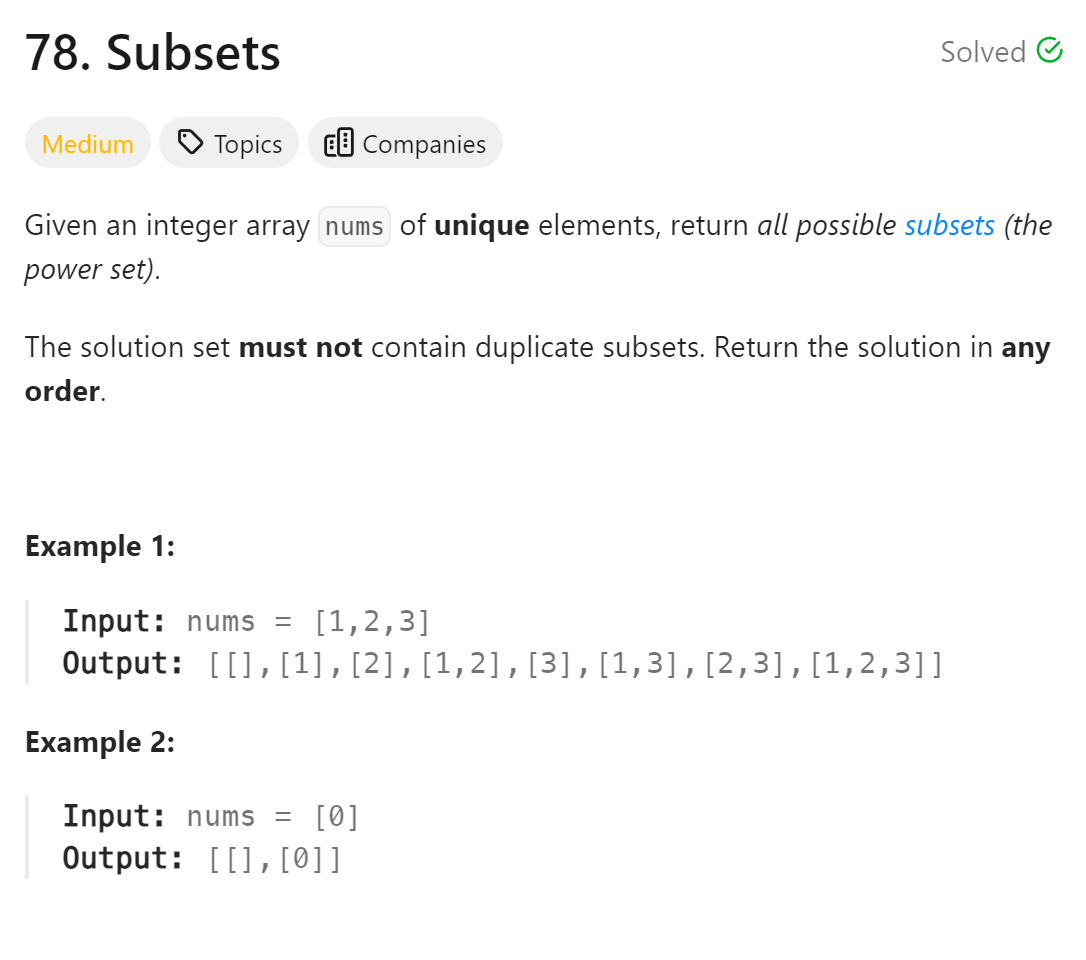 78. Subsets
Solved
Medium
Topics
Companies
Given an integer array nums of unique elements, return all possible subsets (the
power set).
The solution set must not contain duplicate subsets. Return the solution in any
order.
Example 1:
Input: nums = [1,2,3]
Output: [[],[1],[2],[1,2],[3],[1,3],[2,3],[1,2,3]]
Example 2:
Input: nums = [0]
Output: [[],[0]]